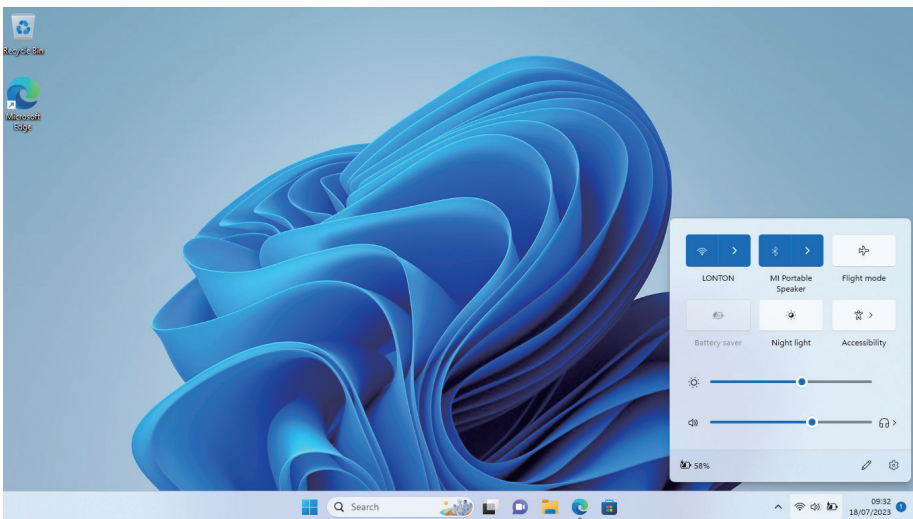 Recycle Bin
Microsoft
Edge
LONTON
MI Portable
Speaker
Flight mode
Battery saver
Night light
Accessibility
58%
Search
09:32
18/07/2023
1